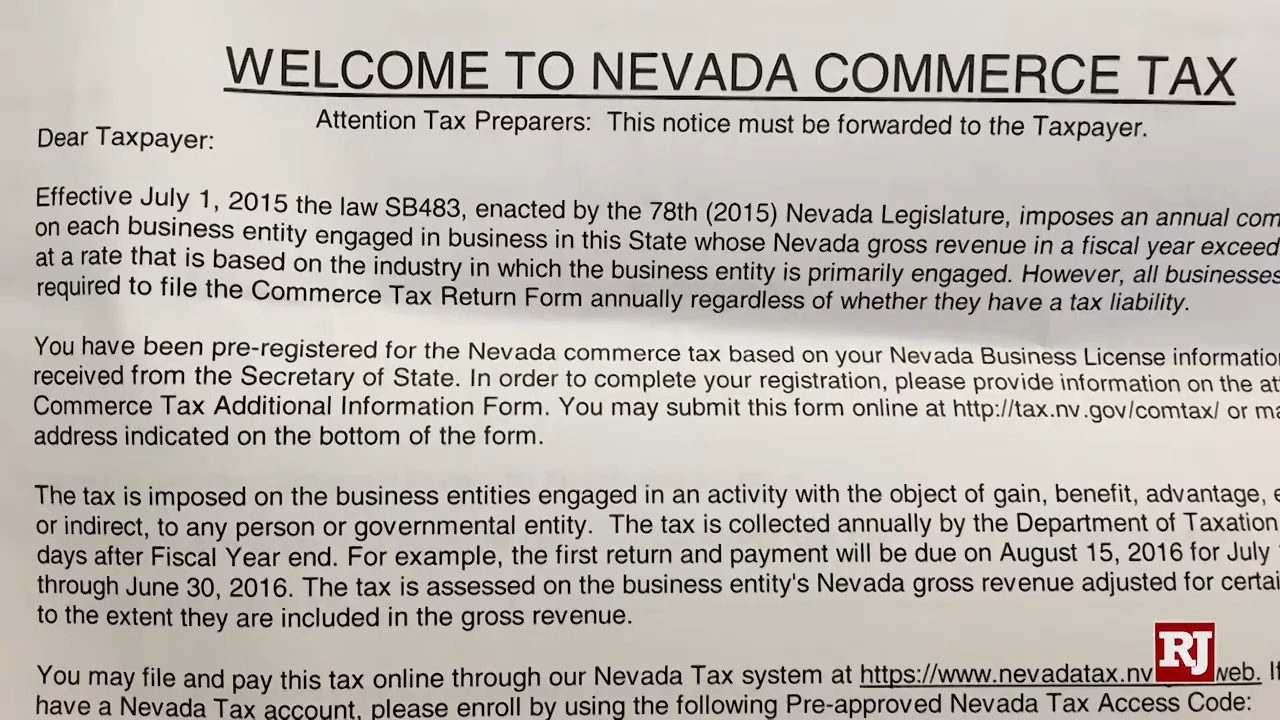 WELCOME TO NEVADA COMMERCE TAX
Attention Tax Preparers: This notice must be forwarded to the Taxpayer.
Dear Taxpayer:
Effective July 1, 2015 the law SB483, enacted by the 78th (2015) Nevada Legislature, imposes an annual com
on each business entity engaged in business in this State whose Nevada gross revenue in a fiscal year exceed
at a rate that is based on the industry in which the business entity is primarily engaged. However, all businesses
required to file the Commerce Tax Return Form annually regardless of whether they have a tax liability.
You have been pre-registered for the Nevada commerce tax based on your Nevada Business License informatio
received from the Secretary of State. In order to complete your registration, please provide information on the at
Commerce Tax Additional Information Form. You may submit this form online at http://tax.nv.gov/comtax/ or ma
address indicated on the bottom of the form.
The tax is imposed on the business entities engaged in an activity with the object of gain, benefit, advantage, e
or indirect, to any person or governmental entity. The tax is collected annually by the Department of Taxation
days after Fiscal Year end. For example, the first return and payment will be due on August 15, 2016 for July
through June 30, 2016. The tax is assessed on the business entity's Nevada gross revenue adjusted for certai
to the extent they are included in the gross revenue.
You may file and pay this tax online through our Nevada Tax system at https://www.nevadatax.nv web. If
have a Nevada Tax account, please enroll by using the following Pre-approved Nevada Tax Access Code:
RJ